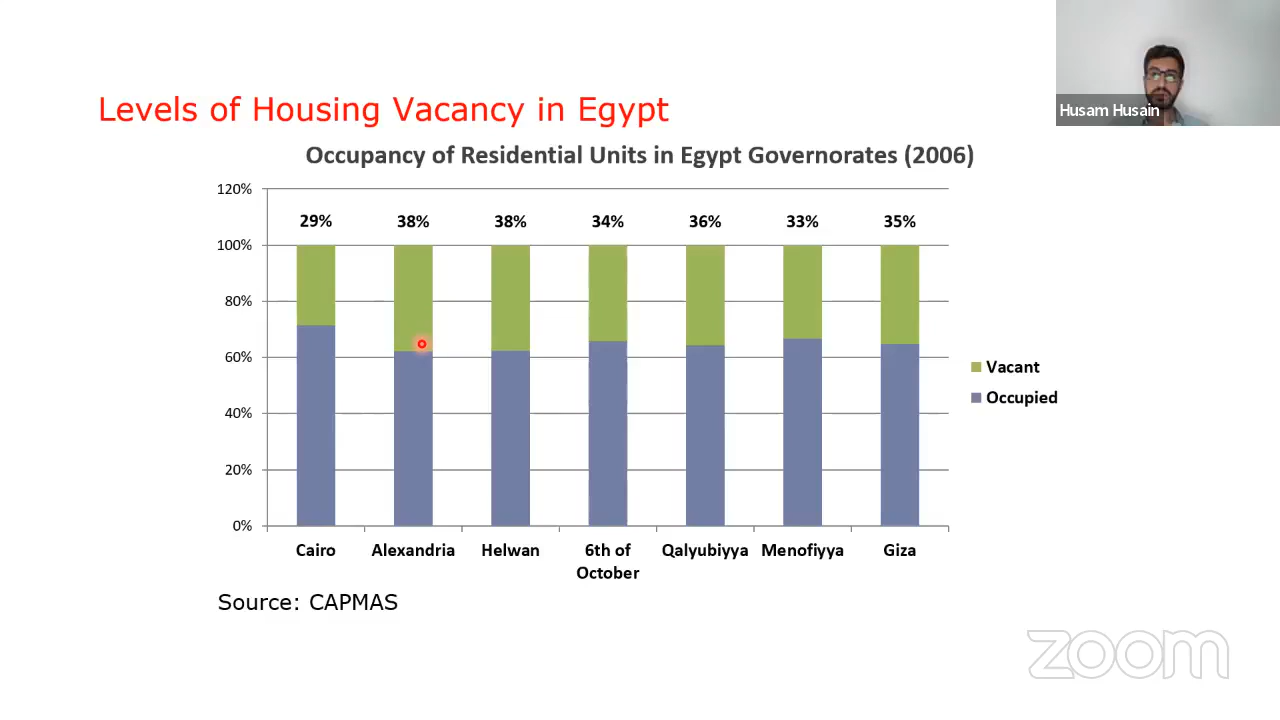 Husam Husain
Levels of Housing Vacancy in Egypt
Occupancy of Residential Units in Egypt Governorates (2006)
120%
100%
80%
60%
40%
20%
0%
29% 38% 38% 34% 36% 33% 35%
Vacant
Occupied
Cairo Alexandria Helwan 6th of Qalyubiyya Menofiyya Giza
October
Source: CAPMAS
zoom